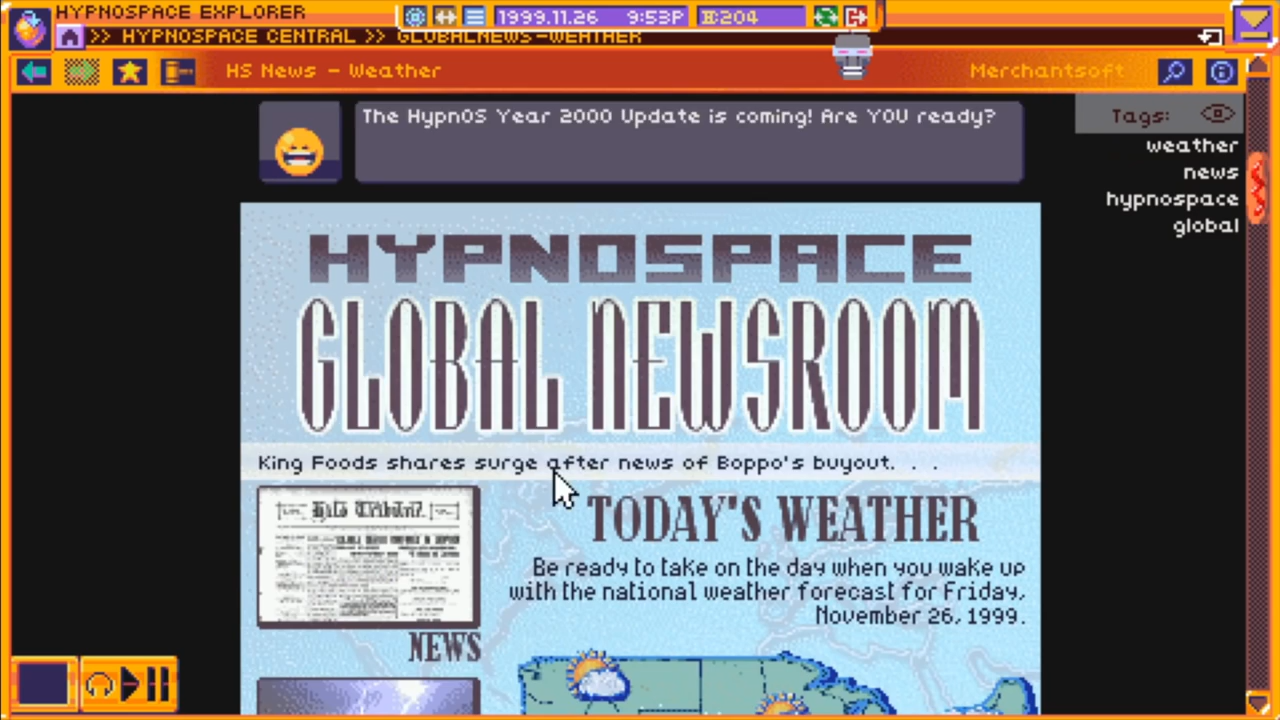 HYPNOSPACE EXPLORER
1999.11.26 9:53P 204
>> HYPNOSPACE CENTRAL >> GLOBALNEWS-WEATHER
HS News - Weather
Merchantsoft
The HypnOS Year 2000 Update is coming! Are YOU ready?
Tags:
weather
news
hypnospace
global
HYPNOSPACE
GLOBAL NEWSROOM
King Foods shares surge after news of Boppo's buyout. . .
TODAY'S WEATHER
Be ready to take on the day when you wake up
with the national weather forecast for Friday,
November 26, 1999.
NEWS